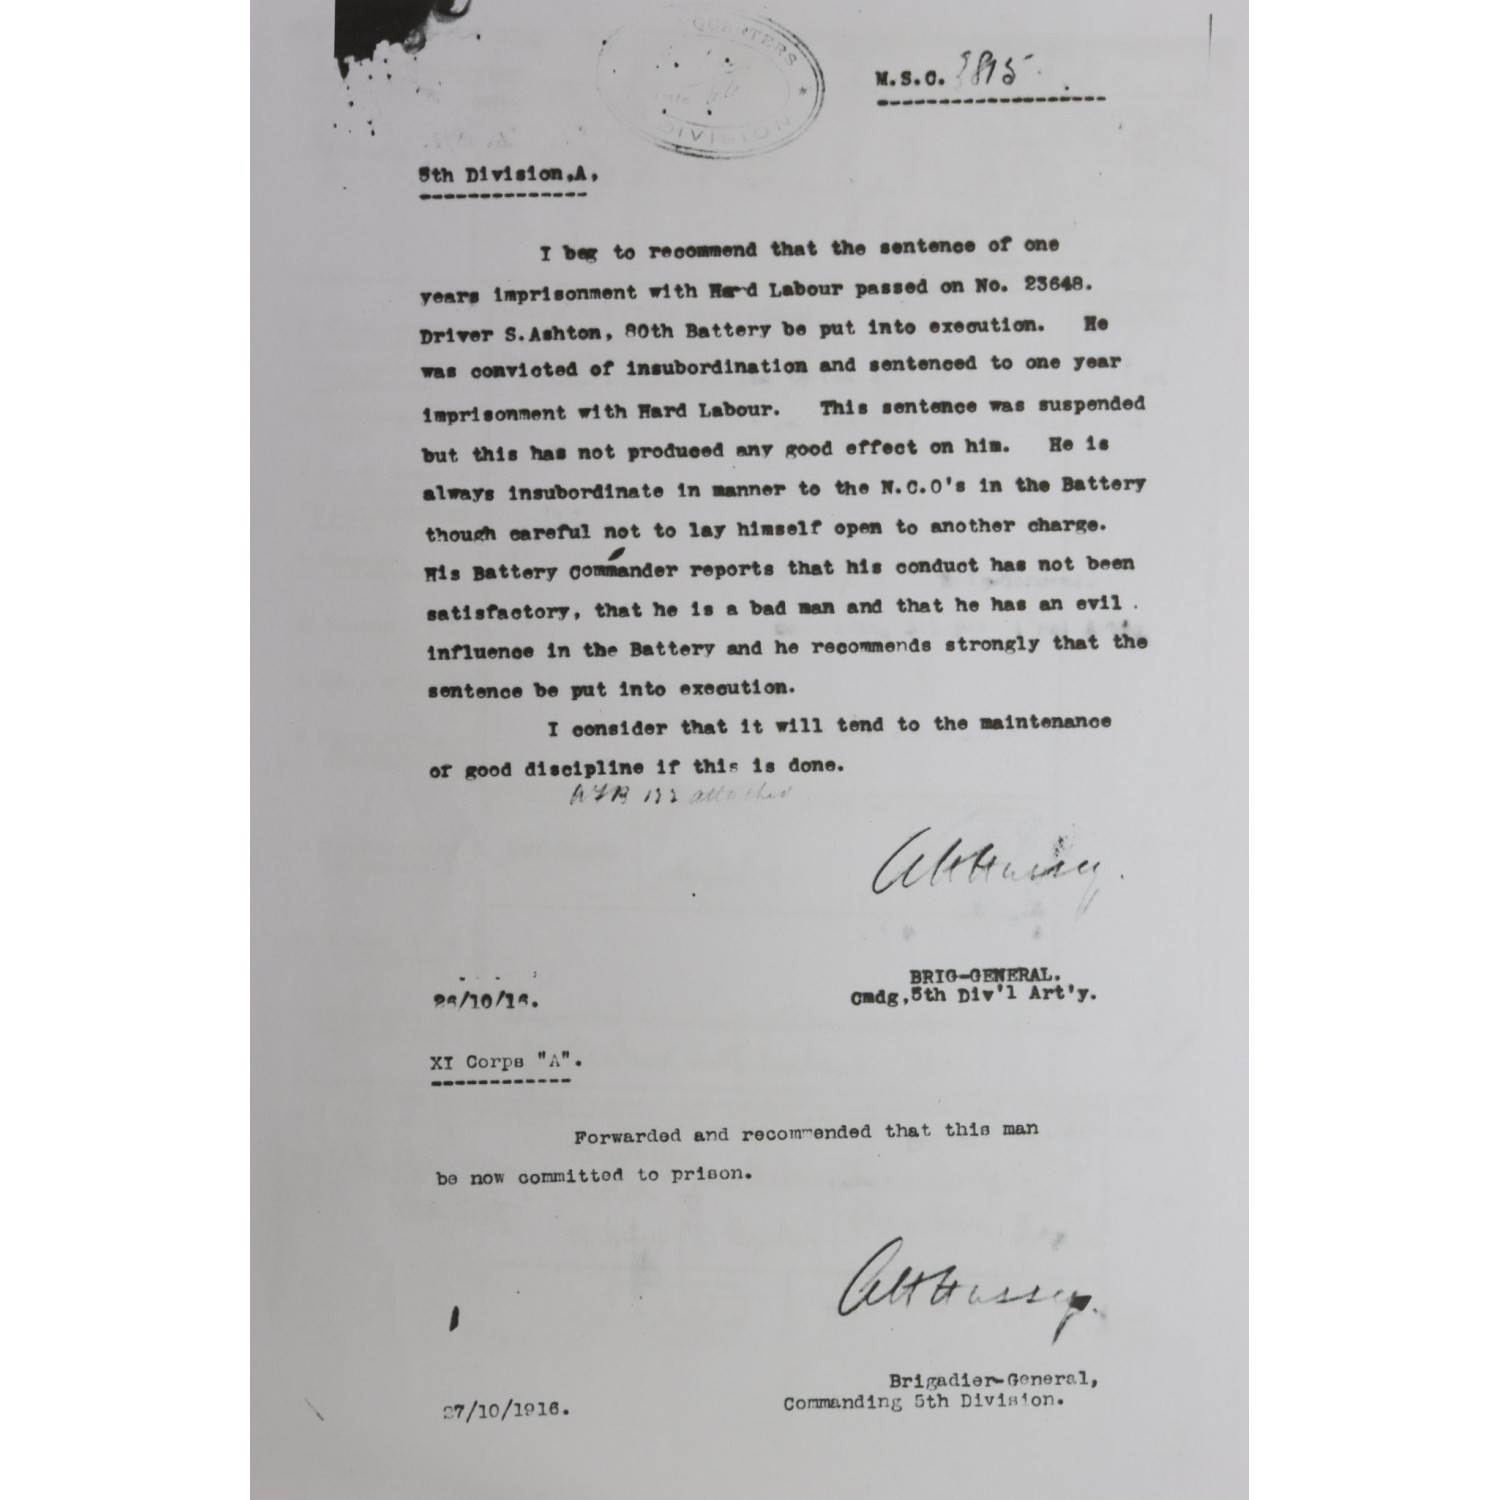 QUARTERS
DIVISION
M.S.C. 3815
5th Division.A,
I beg to recommend that the sentence of one
years imprisonment with Hard Labour passed on No. 23648.
Driver S.Ashton, 80th Battery be put into execution. He
was convicted of insubordination and sentenced to one year
imprisonment with Hard Labour. This sentence was suspended
but this has not produced any good effect on him. He is
always insubordinate in manner to the N.C.O's in the Battery
though careful not to lay himself open to another charge.
His Battery Commander reports that his conduct has not been
satisfactory, that he is a bad man and that he has an evil
influence in the Battery and he recommends strongly that the
sentence be put into execution.
I consider that it will tend to the maintenance
of good discipline if this is done.
attached
AHHussey.
BRIG-GENERAL.
26/10/16.
Cmdg,5th Div'l Art'y.
XI Corps "A".
Forwarded and recommended that this man
be now committed to prison.
AHHussey.
Brigadier-General,
Commanding 5th Division.
27/10/1916.